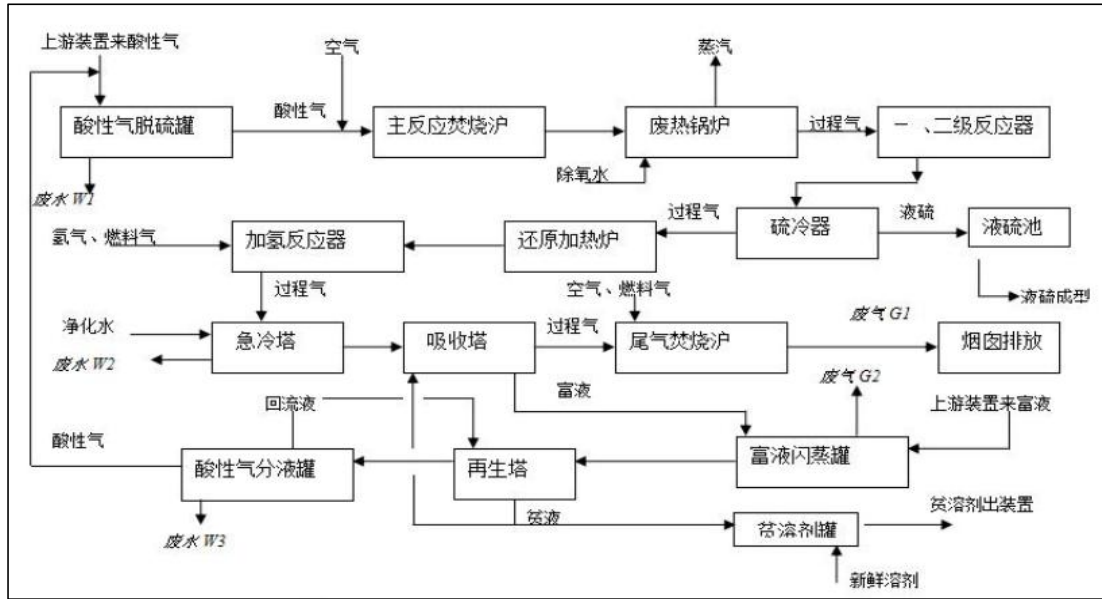 上游装置来酸性气
空气
蒸汽
酸性气脱硫罐
酸性气
主反应焚烧炉
废热锅炉
过程气
一、二级反应器
废水 W1
除氧水
氢气、燃料气
加氢反应器
还原加热炉
过程气
硫冷器
液硫
液硫池
过程气
空气、燃料气
废气 G1
液硫成型
净化水
急冷塔
吸收塔
过程气
尾气焚烧炉
烟囱排放
废水 W2
废气 G2
回流液
富液
上游装置来富液
酸性气
酸性气分液罐
再生塔
富液闪蒸罐
废水 W3
贫液
贫溶剂罐
贫溶剂出装置
新鲜溶剂